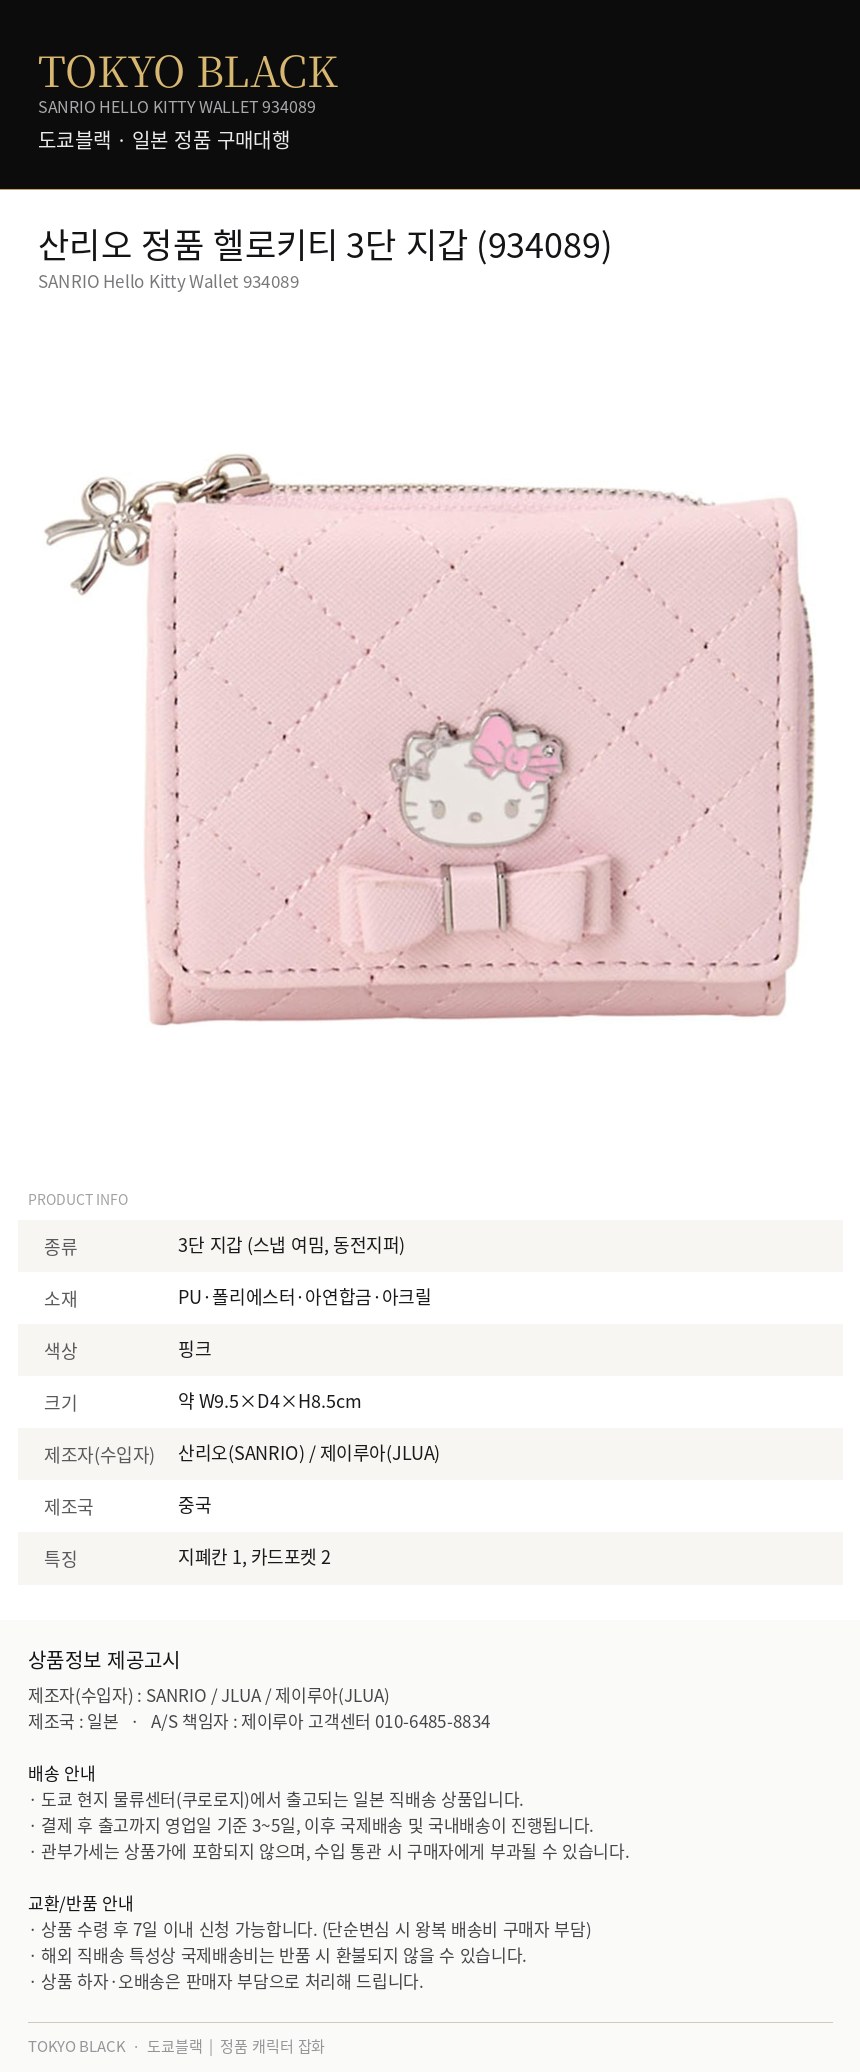 TOKYO BLACK
SANRIO HELLO KITTY WALLET 934089
도쿄블랙 · 일본 정품 구매대행
산리오 정품 헬로키티 3단 지갑 (934089)
SANRIO Hello Kitty Wallet 934089
PRODUCT INFO
종류 3단 지갑 (스냅 여밈, 동전지퍼)
소재 PU·폴리에스터·아연합금·아크릴
색상 핑크
크기 약 W9.5×D4×H8.5cm
제조자(수입자) 산리오(SANRIO) / 제이루아(JLUA)
제조국 중국
특징 지폐칸 1, 카드포켓 2
상품정보 제공고시
제조자(수입자) : SANRIO / JLUA / 제이루아(JLUA)
제조국 : 일본 · A/S 책임자 : 제이루아 고객센터 010-6485-8834
배송 안내
· 도쿄 현지 물류센터(쿠로로지)에서 출고되는 일본 직배송 상품입니다.
· 결제 후 출고까지 영업일 기준 3~5일, 이후 국제배송 및 국내배송이 진행됩니다.
· 관부가세는 상품가에 포함되지 않으며, 수입 통관 시 구매자에게 부과될 수 있습니다.
교환/반품 안내
· 상품 수령 후 7일 이내 신청 가능합니다. (단순변심 시 왕복 배송비 구매자 부담)
· 해외 직배송 특성상 국제배송비는 반품 시 환불되지 않을 수 있습니다.
· 상품 하자·오배송은 판매자 부담으로 처리해 드립니다.
TOKYO BLACK · 도쿄블랙 | 정품 캐릭터 잡화